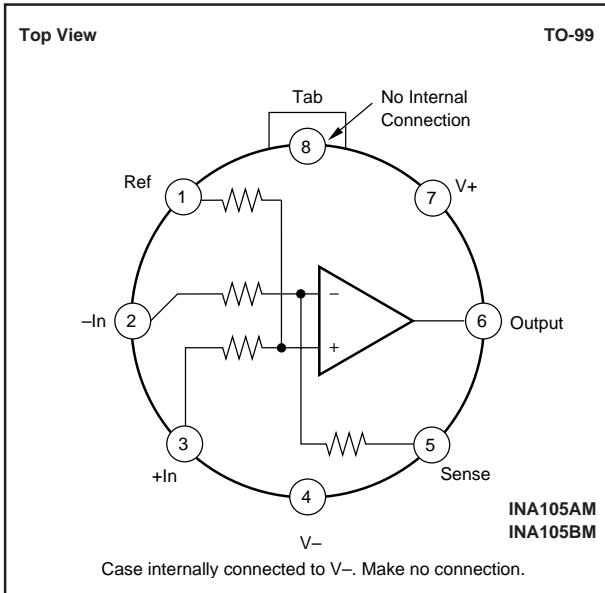 Top View
TO-99
Tab
No Internal
Connection
8
Ref
1
7
V+
–In
2
–
+
6
Output
3
+In
5
Sense
4
V–
INA105AM
INA105BM
Case internally connected to V–. Make no connection.